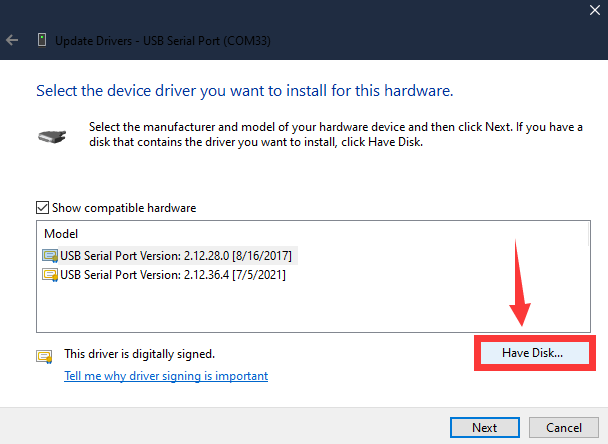 Update Drivers - USB Serial Port (COM33)
Select the device driver you want to install for this hardware.
Select the manufacturer and model of your hardware device and then click Next. If you have a
disk that contains the driver you want to install, click Have Disk.
Show compatible hardware
Model
USB Serial Port Version: 2.12.28.0 [8/16/2017]
USB Serial Port Version: 2.12.36.4 [7/5/2021]
This driver is digitally signed.
Have Disk...
Tell me why driver signing is important
Next
Cancel